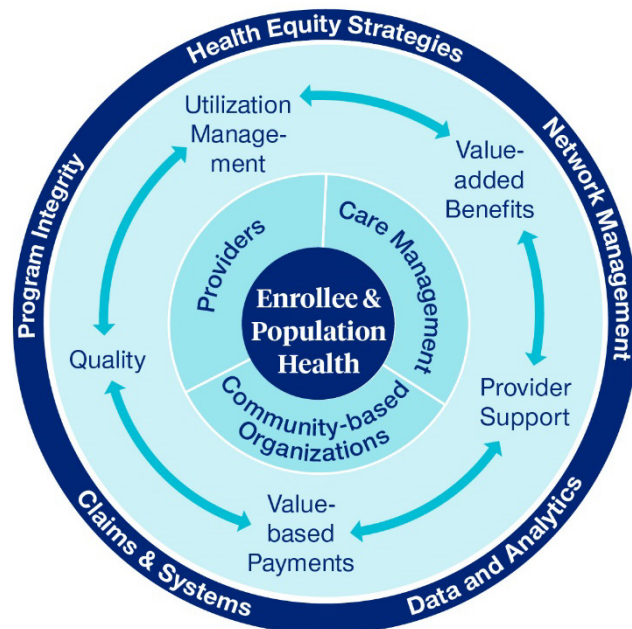 Health Equity Strategies
Network Management
Data and Analytics
Claims & Systems
Program Integrity
Utilization
Manage-
ment
Value-
added
Benefits
Provider
Support
Value-
based
Payments
Quality
Providers
Care Management
Community-based
Organizations
Enrollee &
Population
Health